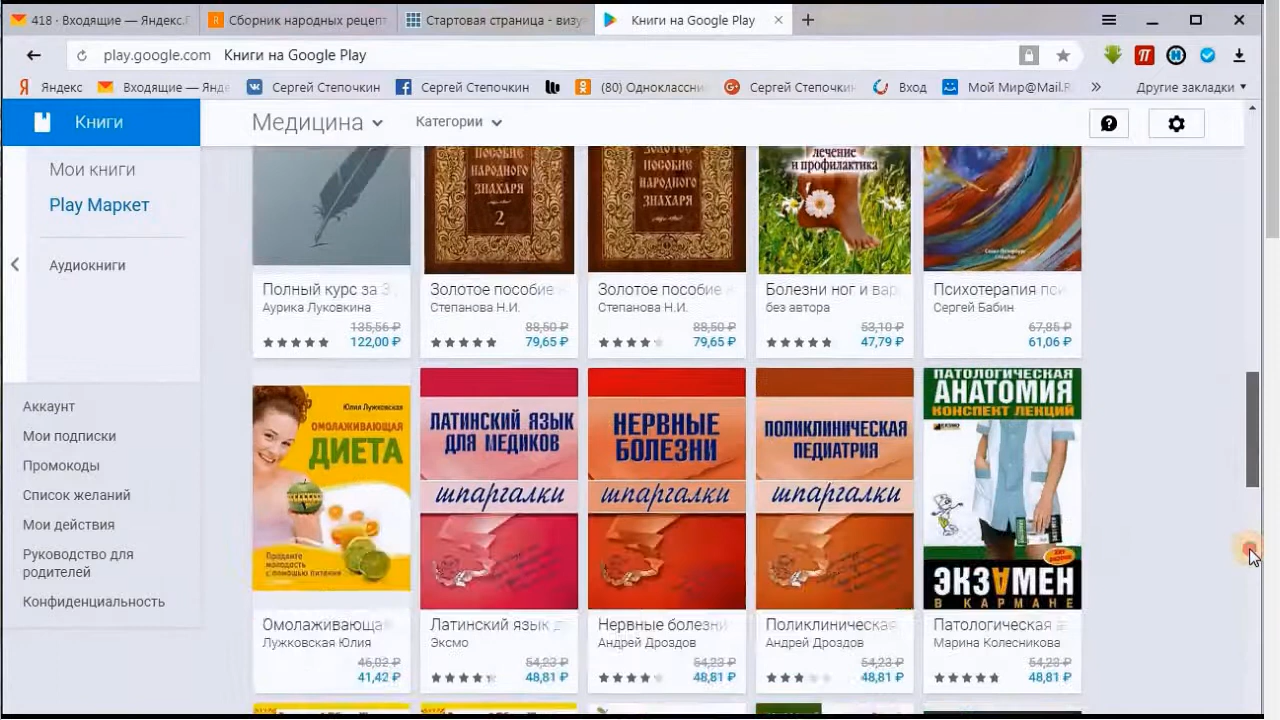 418 · Входящие — Яндекс.Г
Сборник народных рецепт
Стартовая страница - визу
Книги на Google Play
play.google.com Книги на Google Play
Яндекс
Входящие — Янде
Сергей Степочкин
Сергей Степочкин
(80) Одноклассни
Сергей Степочкин
Вход
Мой Мир@Mail.R
Другие закладки
Книги
Медицина
Категории
Мои книги
Play Маркет
Аудиокниги
Аккаунт
Мои подписки
Промокоды
Список желаний
Мои действия
Руководство для
родителей
Конфиденциальность
ПОСОБИЕ
НАРОДНОГО
ЗНАХАРЯ
2
ЗОЛОТОЕ
ПОСОБИЕ
НАРОДНОГО
ЗНАХАРЯ
лечение
и профилактика
Полный курс за 3
Аурика Луковкина
135,56 ₽
122,00 ₽
Золотое пособие
Степанова Н.И.
88,50 ₽
79,65 ₽
Золотое пособие
Степанова Н.И.
88,50 ₽
79,65 ₽
Болезни ног и вар
без автора
53,10 ₽
47,79 ₽
Психотерапия пси
Сергей Бабин
67,85 ₽
61,06 ₽
Юлия Лужковская
ОМОЛАЖИВАЮЩАЯ
ДИЕТА
Продлите
молодость
с помощью питания
ЛАТИНСКИЙ ЯЗЫК
ДЛЯ МЕДИКОВ
шпаргалки
НЕРВНЫЕ
БОЛЕЗНИ
шпаргалки
ПОЛИКЛИНИЧЕСКАЯ
ПЕДИАТРИЯ
шпаргалки
ПАТОЛОГИЧЕСКАЯ
АНАТОМИЯ
КОНСПЕКТ ЛЕКЦИЙ
ЭКЗАМЕН
В КАРМАНЕ
Омолаживающа
Лужковская Юлия
46,02 ₽
41,42 ₽
Латинский язык д
Эксмо
54,23 ₽
48,81 ₽
Нервные болезни
Андрей Дроздов
54,23 ₽
48,81 ₽
Поликлиническая
Андрей Дроздов
54,23 ₽
48,81 ₽
Патологическая а
Марина Колесникова
54,23 ₽
48,81 ₽